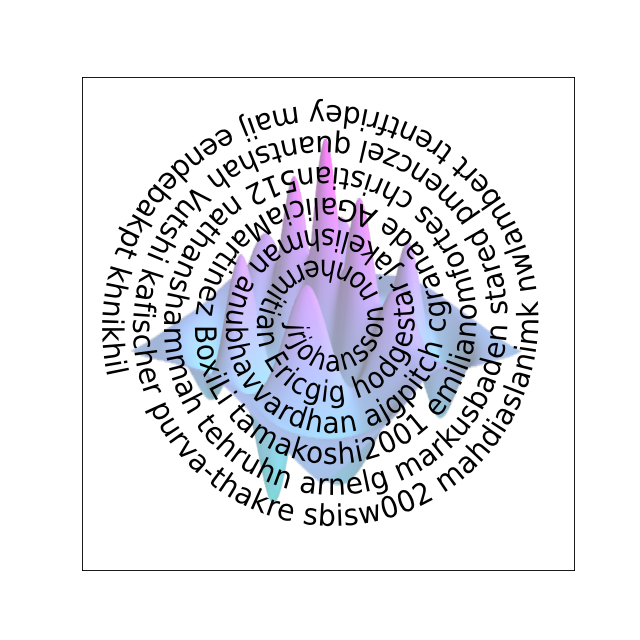 jrjohansson nonhermitian Ericgig hodgestar jakelishman anubhavvardhan ajgpitch cgranade AGaliciaMartinez BoxiLi tamakoshi2001 emilianomfortes christian512 nathanshammah tehruhn arnelg markusbaden stared pmenczel quantshah Vutshi kafischer purva-thakre sbisw002 mahdiaslanimk nwlambert trentfridey maij eendebakpt khnikhil